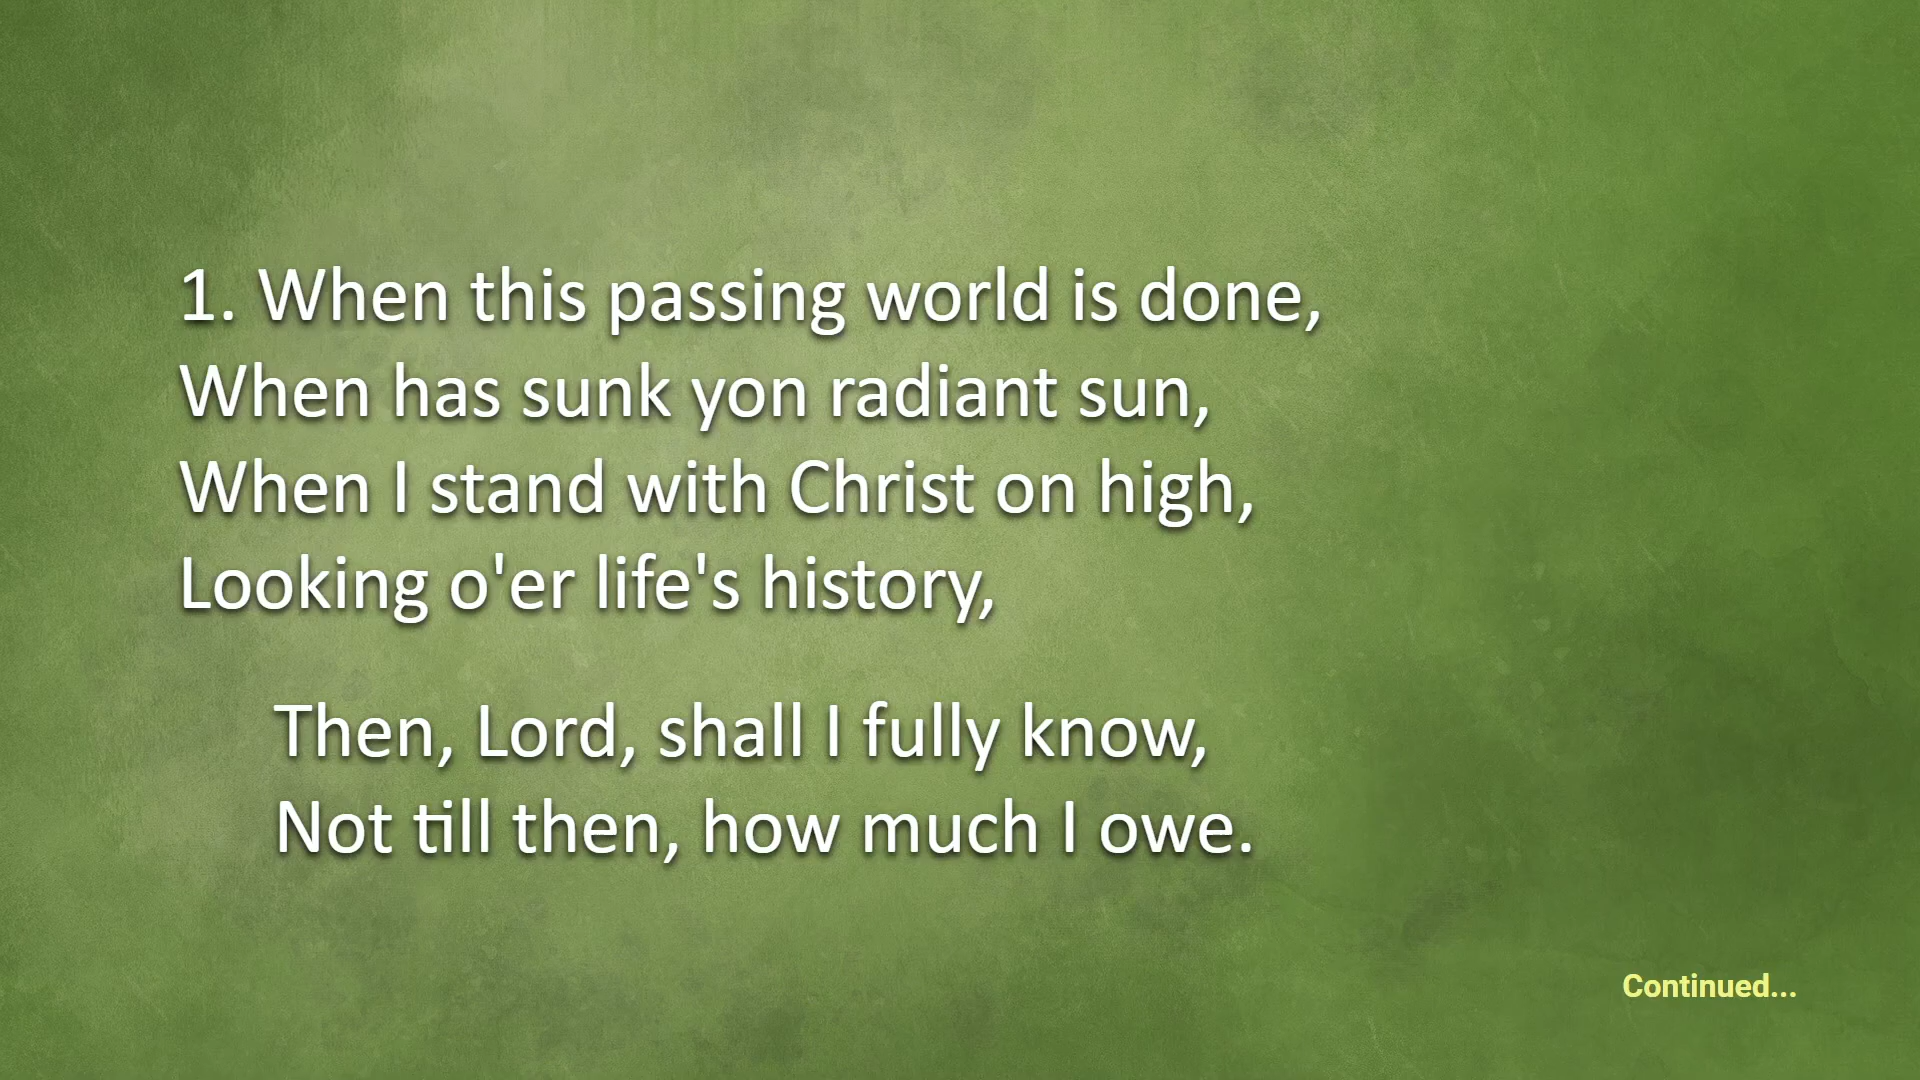 1. When this passing world is done,
When has sunk yon radiant sun,
When I stand with Christ on high,
Looking o'er life's history,
Then, Lord, shall I fully know,
Not till then, how much I owe.
Continued...